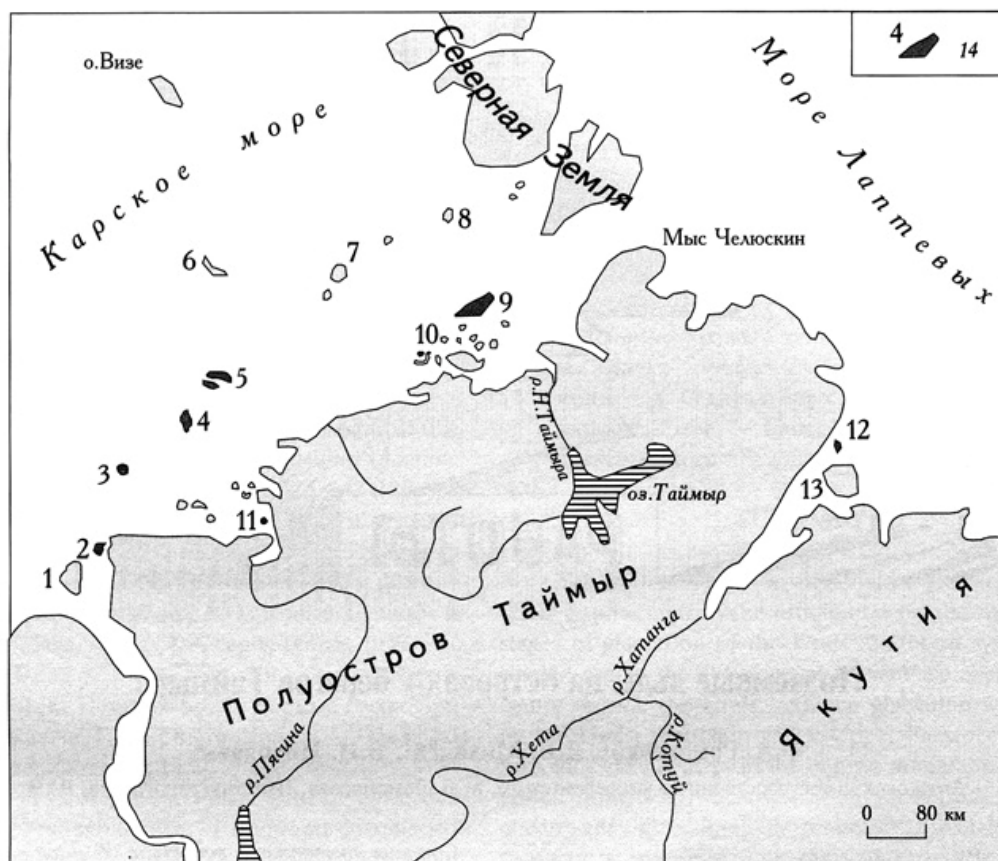 о.Визе
Северная
Земля
Море Лаптевых
4
14
Карское море
8
Мыс Челюскин
6
7
9
10
5
4
р.Н.Таймыра
12
3
оз.Таймыр
13
11
2
1
Полуостров Таймыр
р.Хатанга
Якутия
р.Пясина
р.Хета
р.Котуй
0 80 км